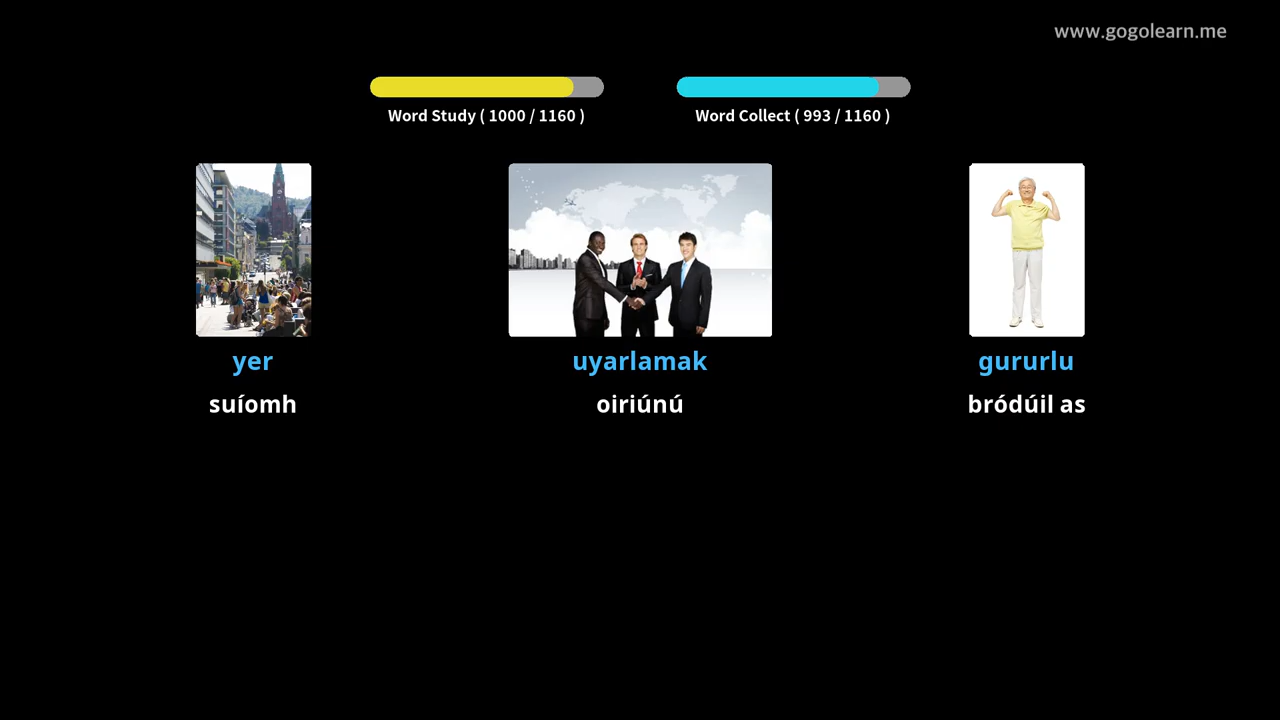 www.gogolearn.me
Word Study ( 1000 / 1160 )
Word Collect ( 993 / 1160 )
yer
uyarlamak
gururlu
suíomh
oiriúnú
bródúil as